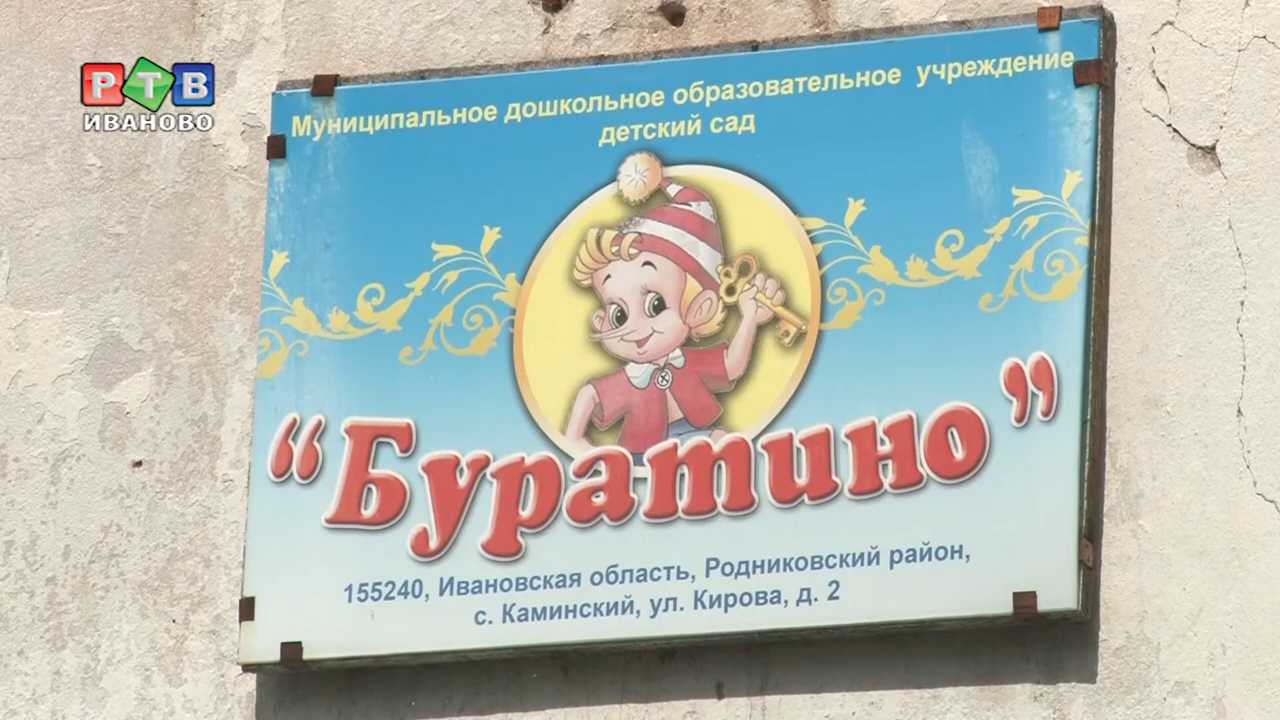 РТВ
ИВАНОВО
Муниципальное дошкольное образовательное учреждение
детский сад
“Буратино”
155240, Ивановская область, Родниковский район,
с. Каминский, ул. Кирова, д. 2